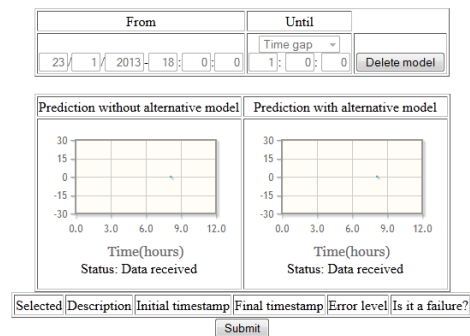 From Until
Time gap
23/ 1/ 2013- 18: 0: 0 1: 0: 0 Delete model
Prediction without alternative model Prediction with alternative model
30 30
15 15
0 0
-15 -15
-30 -30
0.0 3.0 6.0 9.0 12.0 0.0 3.0 6.0 9.0 12.0
Time(hours) Time(hours)
Status: Data received Status: Data received
Selected Description Initial timestamp Final timestamp Error level Is it a failure?
Submit